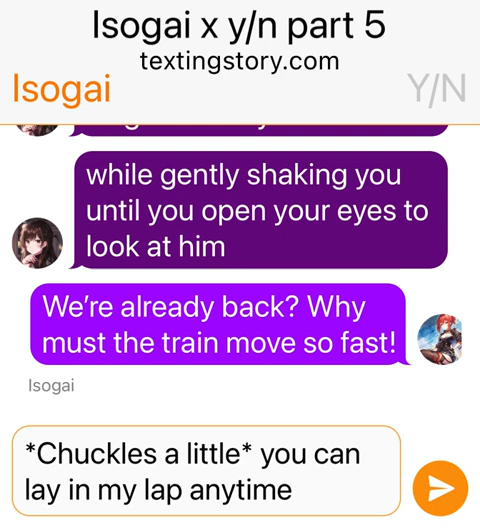 Isogai x y/n part 5
textingstory.com
Isogai
Y/N
while gently shaking you
until you open your eyes to
look at him
We're already back? Why
must the train move so fast!
Isogai
*Chuckles a little* you can
lay in my lap anytime